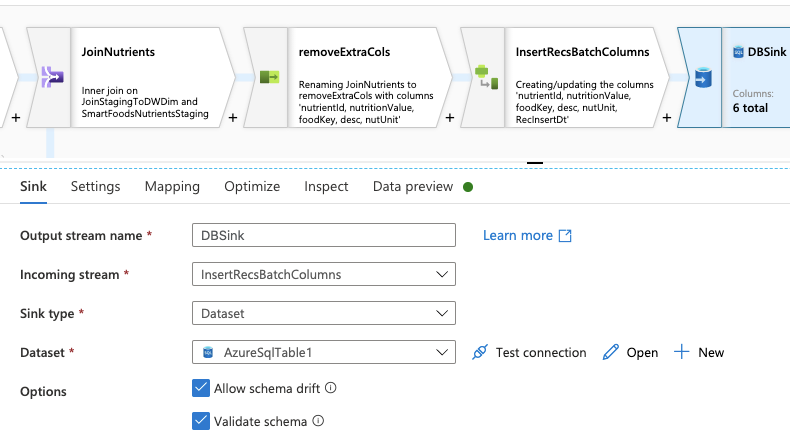 JoinNutrients
Inner join on
JoinStagingToDWDim and
SmartFoodsNutrientsStaging
+
removeExtraCols
Renaming JoinNutrients to
removeExtraCols with columns
'nutrientId, nutritionValue,
foodKey, desc, nutUnit'
+
InsertRecsBatchColumns
Creating/updating the columns
'nutrientId, nutritionValue,
foodKey, desc, nutUnit,
RecInsertDt'
+
DBSink
Columns:
6 total
+
Sink Settings Mapping Optimize Inspect Data preview
Output stream name * DBSink Learn more
Incoming stream * InsertRecsBatchColumns
Sink type * Dataset
Dataset * SQL AzureSqlTable1 Test connection Open + New
Options Allow schema drift
Validate schema